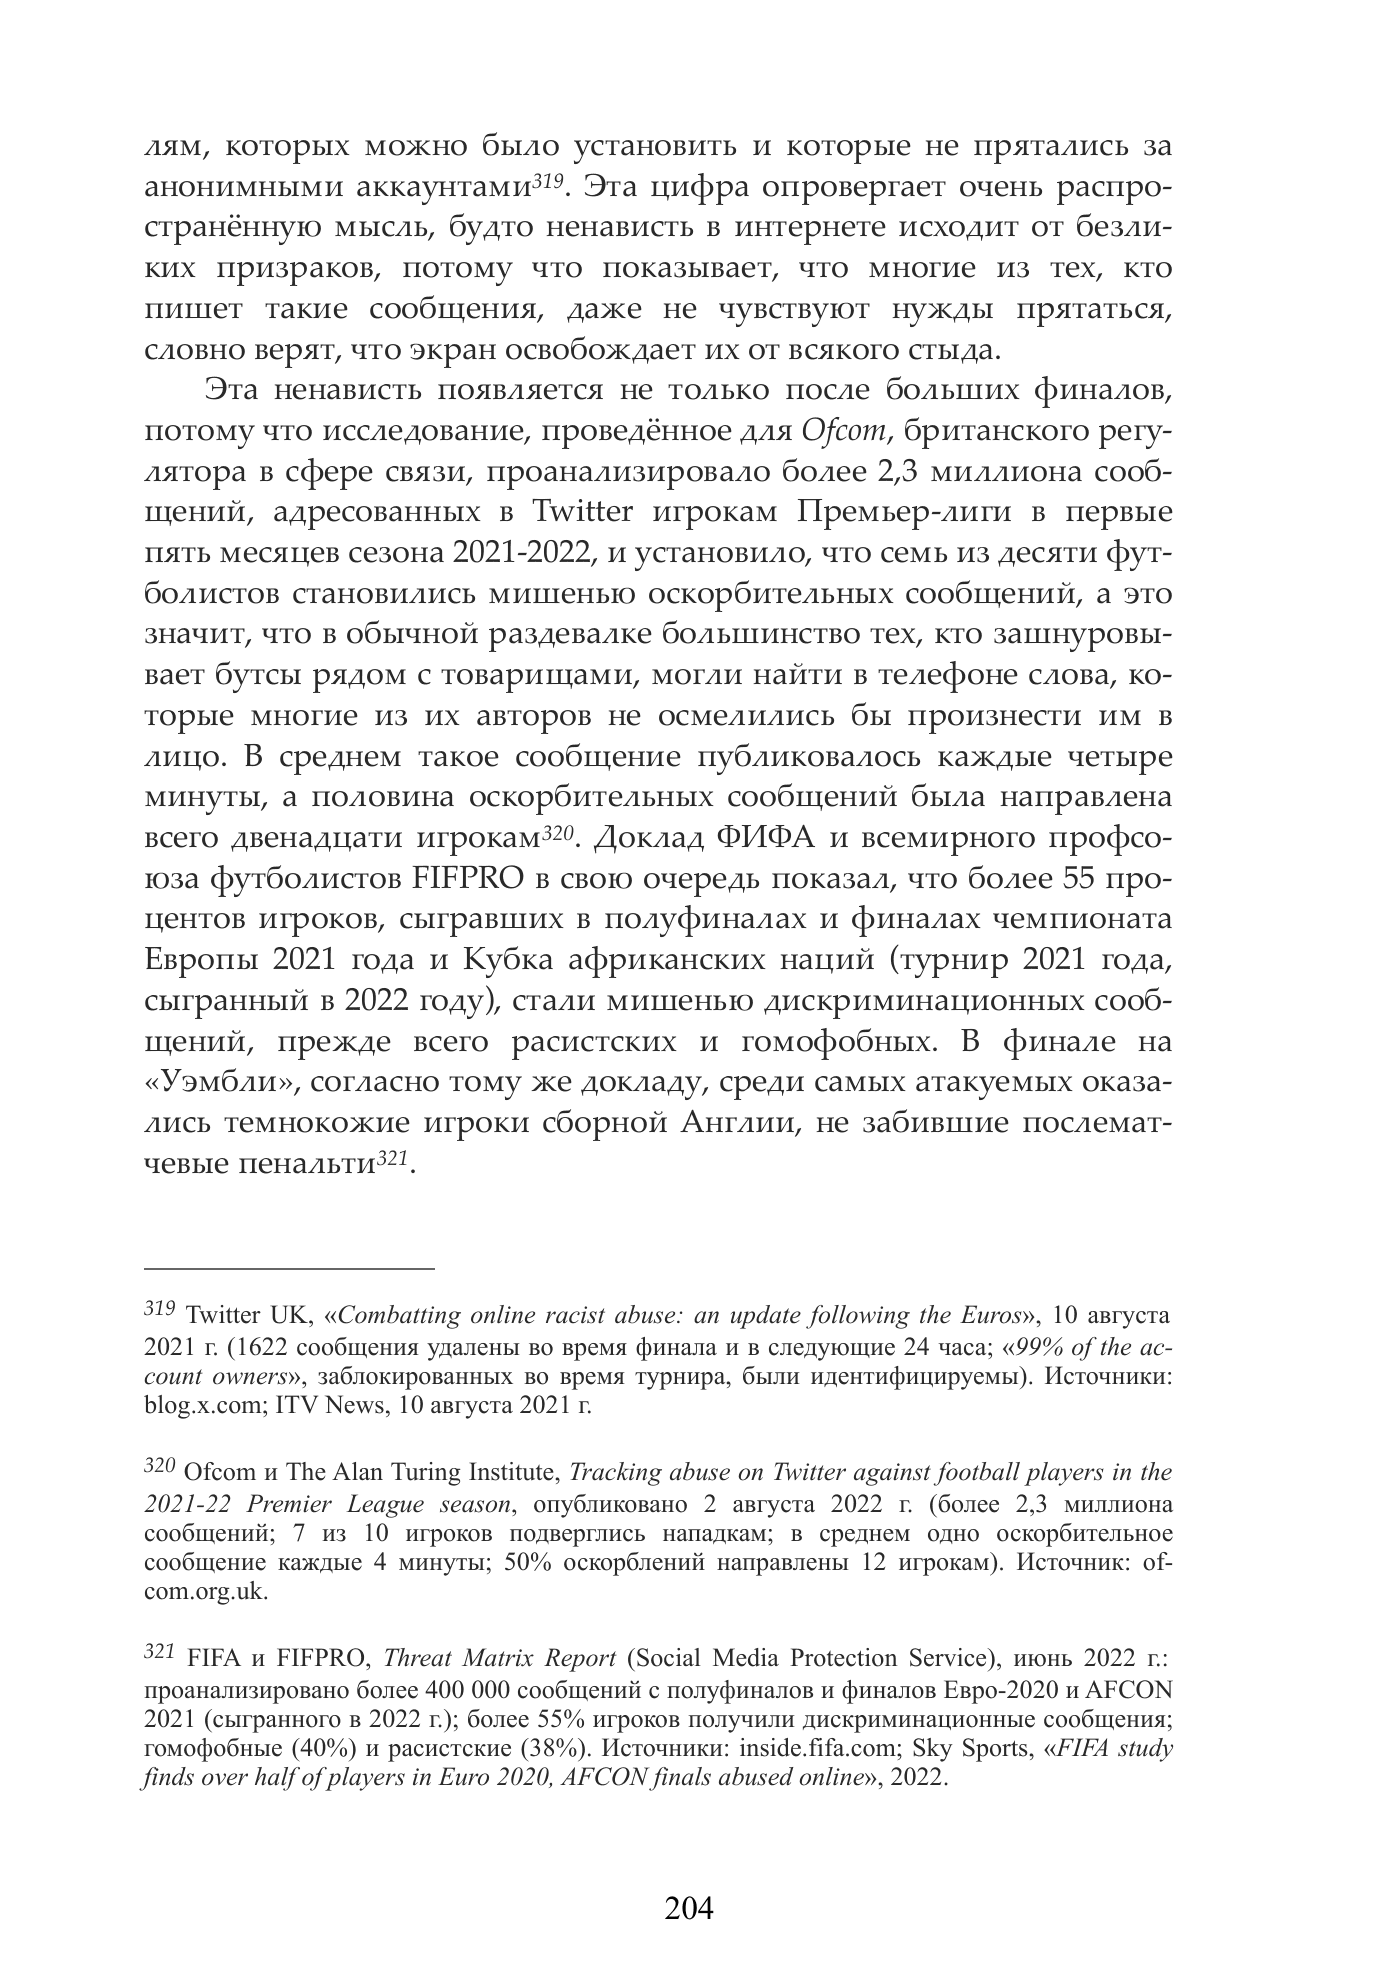 лям, которых можно было установить и которые не прятались за
анонимными аккаунтами319. Эта цифра опровергает очень распро-
странённую мысль, будто ненависть в интернете исходит от безли-
ких призраков, потому что показывает, что многие из тех, кто
пишет такие сообщения, даже не чувствуют нужды прятаться,
словно верят, что экран освобождает их от всякого стыда.
Эта ненависть появляется не только после больших финалов,
потому что исследование, проведённое для Ofcom, британского регу-
лятора в сфере связи, проанализировало более 2,3 миллиона сооб-
щений, адресованных в Twitter игрокам Премьер-лиги в первые
пять месяцев сезона 2021-2022, и установило, что семь из десяти фут-
болистов становились мишенью оскорбительных сообщений, а это
значит, что в обычной раздевалке большинство тех, кто зашнуровы-
вает бутсы рядом с товарищами, могли найти в телефоне слова, ко-
торые многие из их авторов не осмелились бы произнести им в
лицо. В среднем такое сообщение публиковалось каждые четыре
минуты, а половина оскорбительных сообщений была направлена
всего двенадцати игрокам320. Доклад ФИФА и всемирного профсо-
юза футболистов FIFPRO в свою очередь показал, что более 55 про-
центов игроков, сыгравших в полуфиналах и финалах чемпионата
Европы 2021 года и Кубка африканских наций (турнир 2021 года,
сыгранный в 2022 году), стали мишенью дискриминационных сооб-
щений, прежде всего расистских и гомофобных. В финале на
«Уэмбли», согласно тому же докладу, среди самых атакуемых оказа-
лись темнокожие игроки сборной Англии, не забившие послемат-
чевые пенальти321.
319 Twitter UK, «Combatting online racist abuse: an update following the Euros», 10 августа
2021 г. (1622 сообщения удалены во время финала и в следующие 24 часа; «99% of the ac-
count owners», заблокированных во время турнира, были идентифицируемы). Источники:
blog.x.com; ITV News, 10 августа 2021 г.
320 Ofcom и The Alan Turing Institute, Tracking abuse on Twitter against football players in the
2021-22 Premier League season, опубликовано 2 августа 2022 г. (более 2,3 миллиона
сообщений; 7 из 10 игроков подверглись нападкам; в среднем одно оскорбительное
сообщение каждые 4 минуты; 50% оскорблений направлены 12 игрокам). Источник: of-
com.org.uk.
321 FIFA и FIFPRO, Threat Matrix Report (Social Media Protection Service), июнь 2022 г.:
проанализировано более 400 000 сообщений с полуфиналов и финалов Евро-2020 и AFCON
2021 (сыгранного в 2022 г.); более 55% игроков получили дискриминационные сообщения;
гомофобные (40%) и расистские (38%). Источники: inside.fifa.com; Sky Sports, «FIFA study
finds over half of players in Euro 2020, AFCON finals abused online», 2022.
204